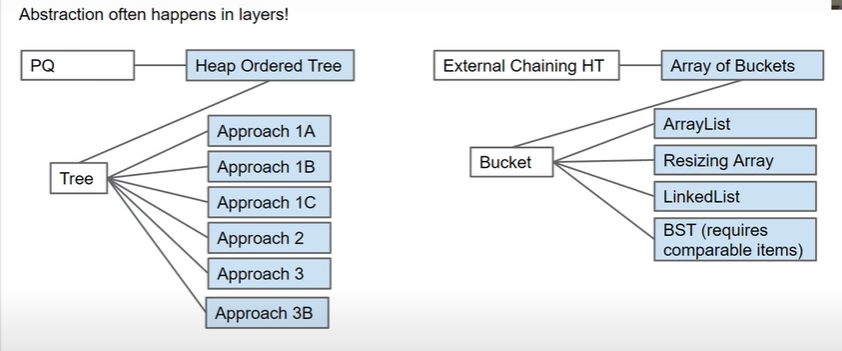 Abstraction often happens in layers!
PQ
Heap Ordered Tree
Tree
Approach 1A
Approach 1B
Approach 1C
Approach 2
Approach 3
Approach 3B
External Chaining HT
Array of Buckets
Bucket
ArrayList
Resizing Array
LinkedList
BST (requires
comparable items)